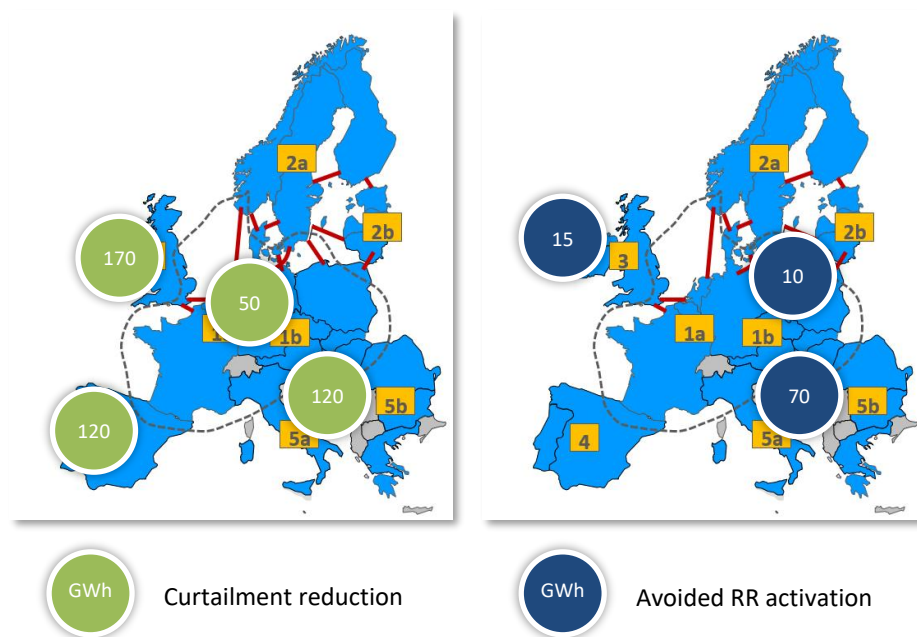 2a
2b
170
50
1b
120
120
5b
5a
2a
2b
15
3
10
1a
1b
70
5b
5a
4
GWh
Curtailment reduction
GWh
Avoided RR activation